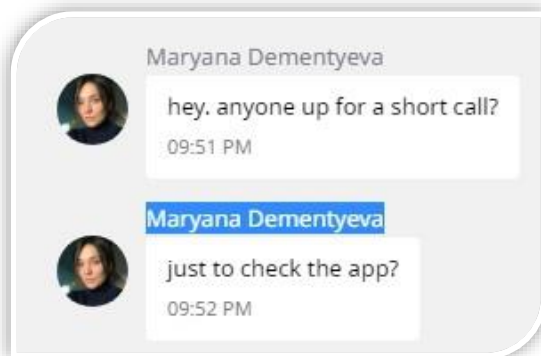 Maryana Dementyeva
hey. anyone up for a short call?
09:51 PM
Maryana Dementyeva
just to check the app?
09:52 PM